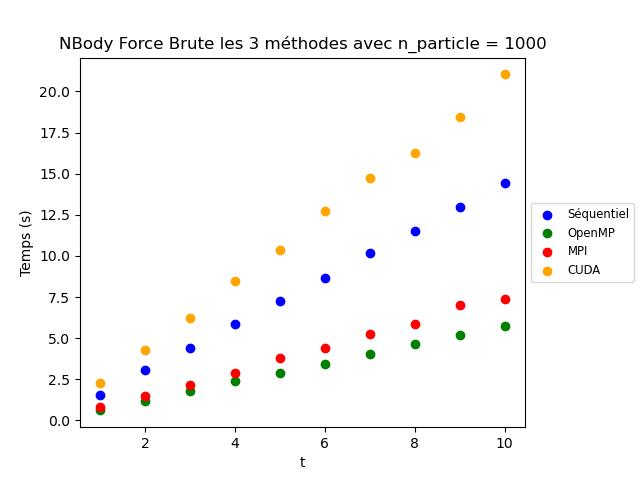 NBody Force Brute les 3 méthodes avec n_particle = 1000
20.0
17.5
15.0
12.5
10.0
7.5
5.0
2.5
0.0
Temps (s)
2
4
6
8
10
t
Séquentiel
OpenMP
MPI
CUDA